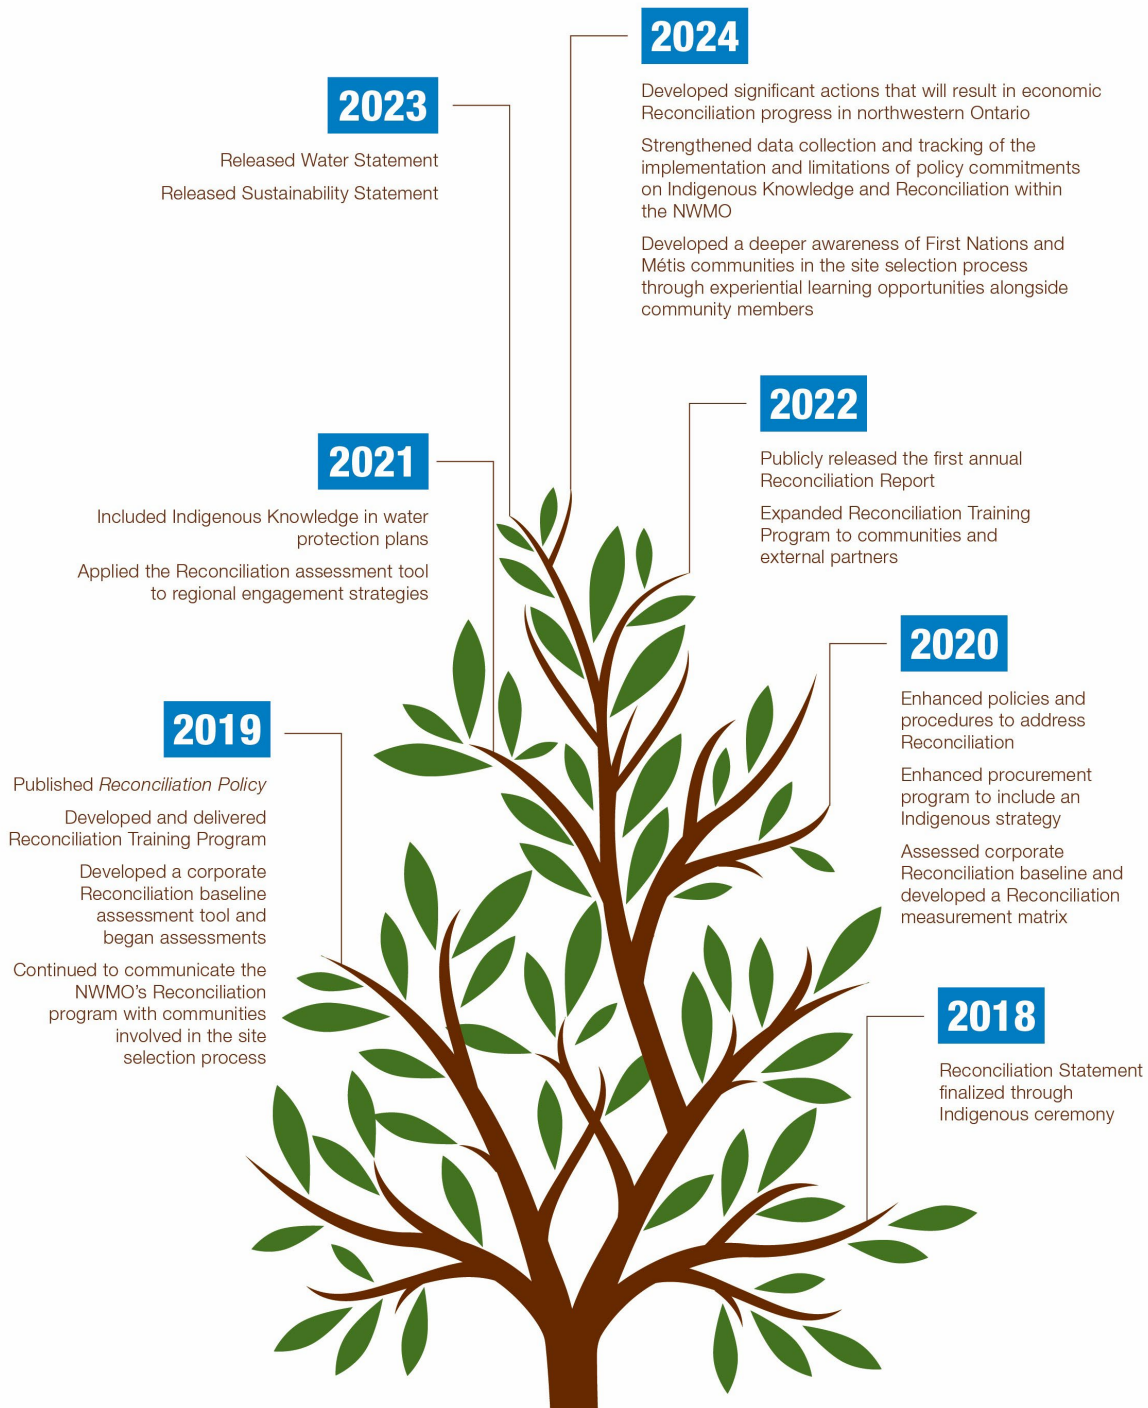 2024
Developed significant actions that will result in economic
Reconciliation progress in northwestern Ontario
Strengthened data collection and tracking of the
implementation and limitations of policy commitments
on Indigenous Knowledge and Reconciliation within
the NWMO
Developed a deeper awareness of First Nations and
Métis communities in the site selection process
through experiential learning opportunities alongside
community members
2023
Released Water Statement
Released Sustainability Statement
2022
Publicly released the first annual
Reconciliation Report
Expanded Reconciliation Training
Program to communities and
external partners
2021
Included Indigenous Knowledge in water
protection plans
Applied the Reconciliation assessment tool
to regional engagement strategies
2020
Enhanced policies and
procedures to address
Reconciliation
Enhanced procurement
program to include an
Indigenous strategy
Assessed corporate
Reconciliation baseline and
developed a Reconciliation
measurement matrix
2019
Published Reconciliation Policy
Developed and delivered
Reconciliation Training Program
Developed a corporate
Reconciliation baseline
assessment tool and
began assessments
Continued to communicate the
NWMO’s Reconciliation
program with communities
involved in the site
selection process
2018
Reconciliation Statement
finalized through
Indigenous ceremony